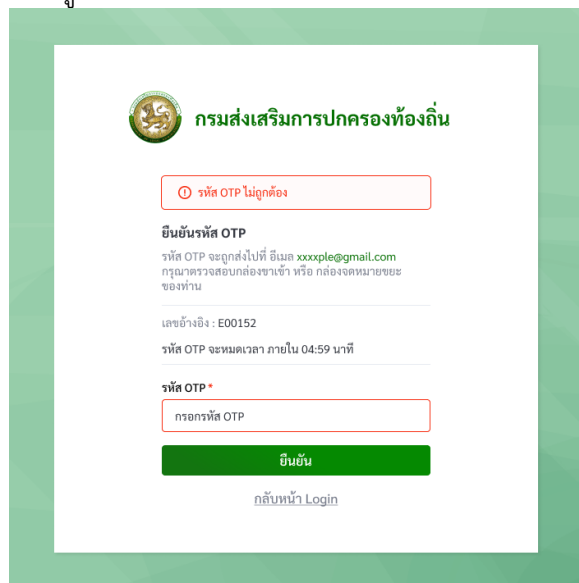 กรมส่งเสริมการปกครองท้องถิ่น
รหัส OTP ไม่ถูกต้อง
ยืนยันรหัส OTP
รหัส OTP จะถูกส่งไปที่ อีเมล xxxxple@gmail.com
กรุณาตรวจสอบกล่องขาเข้า หรือ กล่องจดหมายขยะ
ของท่าน
เลขอ้างอิง : E00152
รหัส OTP จะหมดเวลา ภายใน 04:59 นาที
รหัส OTP *
กรอกรหัส OTP
ยืนยัน
กลับหน้า Login